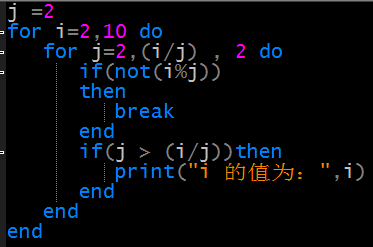 j =2
for i=2,10 do
for j=2,(i/j) , 2 do
if(not(i%j))
then
break
end
if(j > (i/j))then
print("i 的值为：",i)
end
end
end